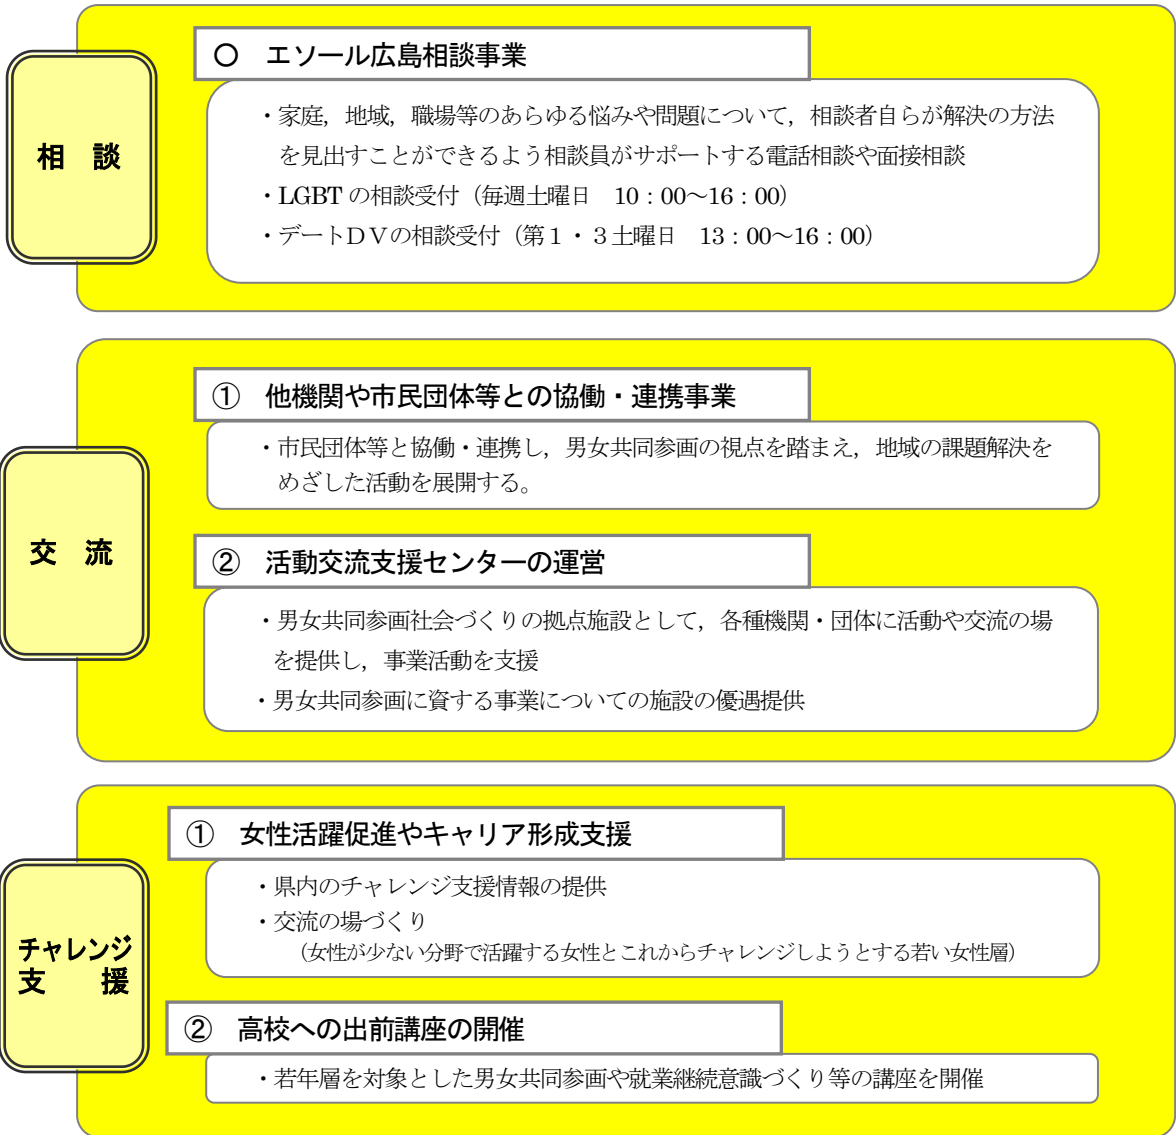 相　談
○　エソール広島相談事業
・家庭，地域，職場等のあらゆる悩みや問題について，相談者自らが解決の方法
を見出すことができるよう相談員がサポートする電話相談や面接相談
・LGBT の相談受付（毎週土曜日　10：00～16：00）
・デートＤＶの相談受付（第１・３土曜日　13：00～16：00）
交　流
①　他機関や市民団体等との協働・連携事業
・市民団体等と協働・連携し，男女共同参画の視点を踏まえ，地域の課題解決を
めざした活動を展開する。
②　活動交流支援センターの運営
・男女共同参画社会づくりの拠点施設として，各種機関・団体に活動や交流の場
を提供し，事業活動を支援
・男女共同参画に資する事業についての施設の優遇提供
チャレンジ
支　　援
①　女性活躍促進やキャリア形成支援
・県内のチャレンジ支援情報の提供
・交流の場づくり
（女性が少ない分野で活躍する女性とこれからチャレンジしようとする若い女性層）
②　高校への出前講座の開催
・若年層を対象とした男女共同参画や就業継続意識づくり等の講座を開催